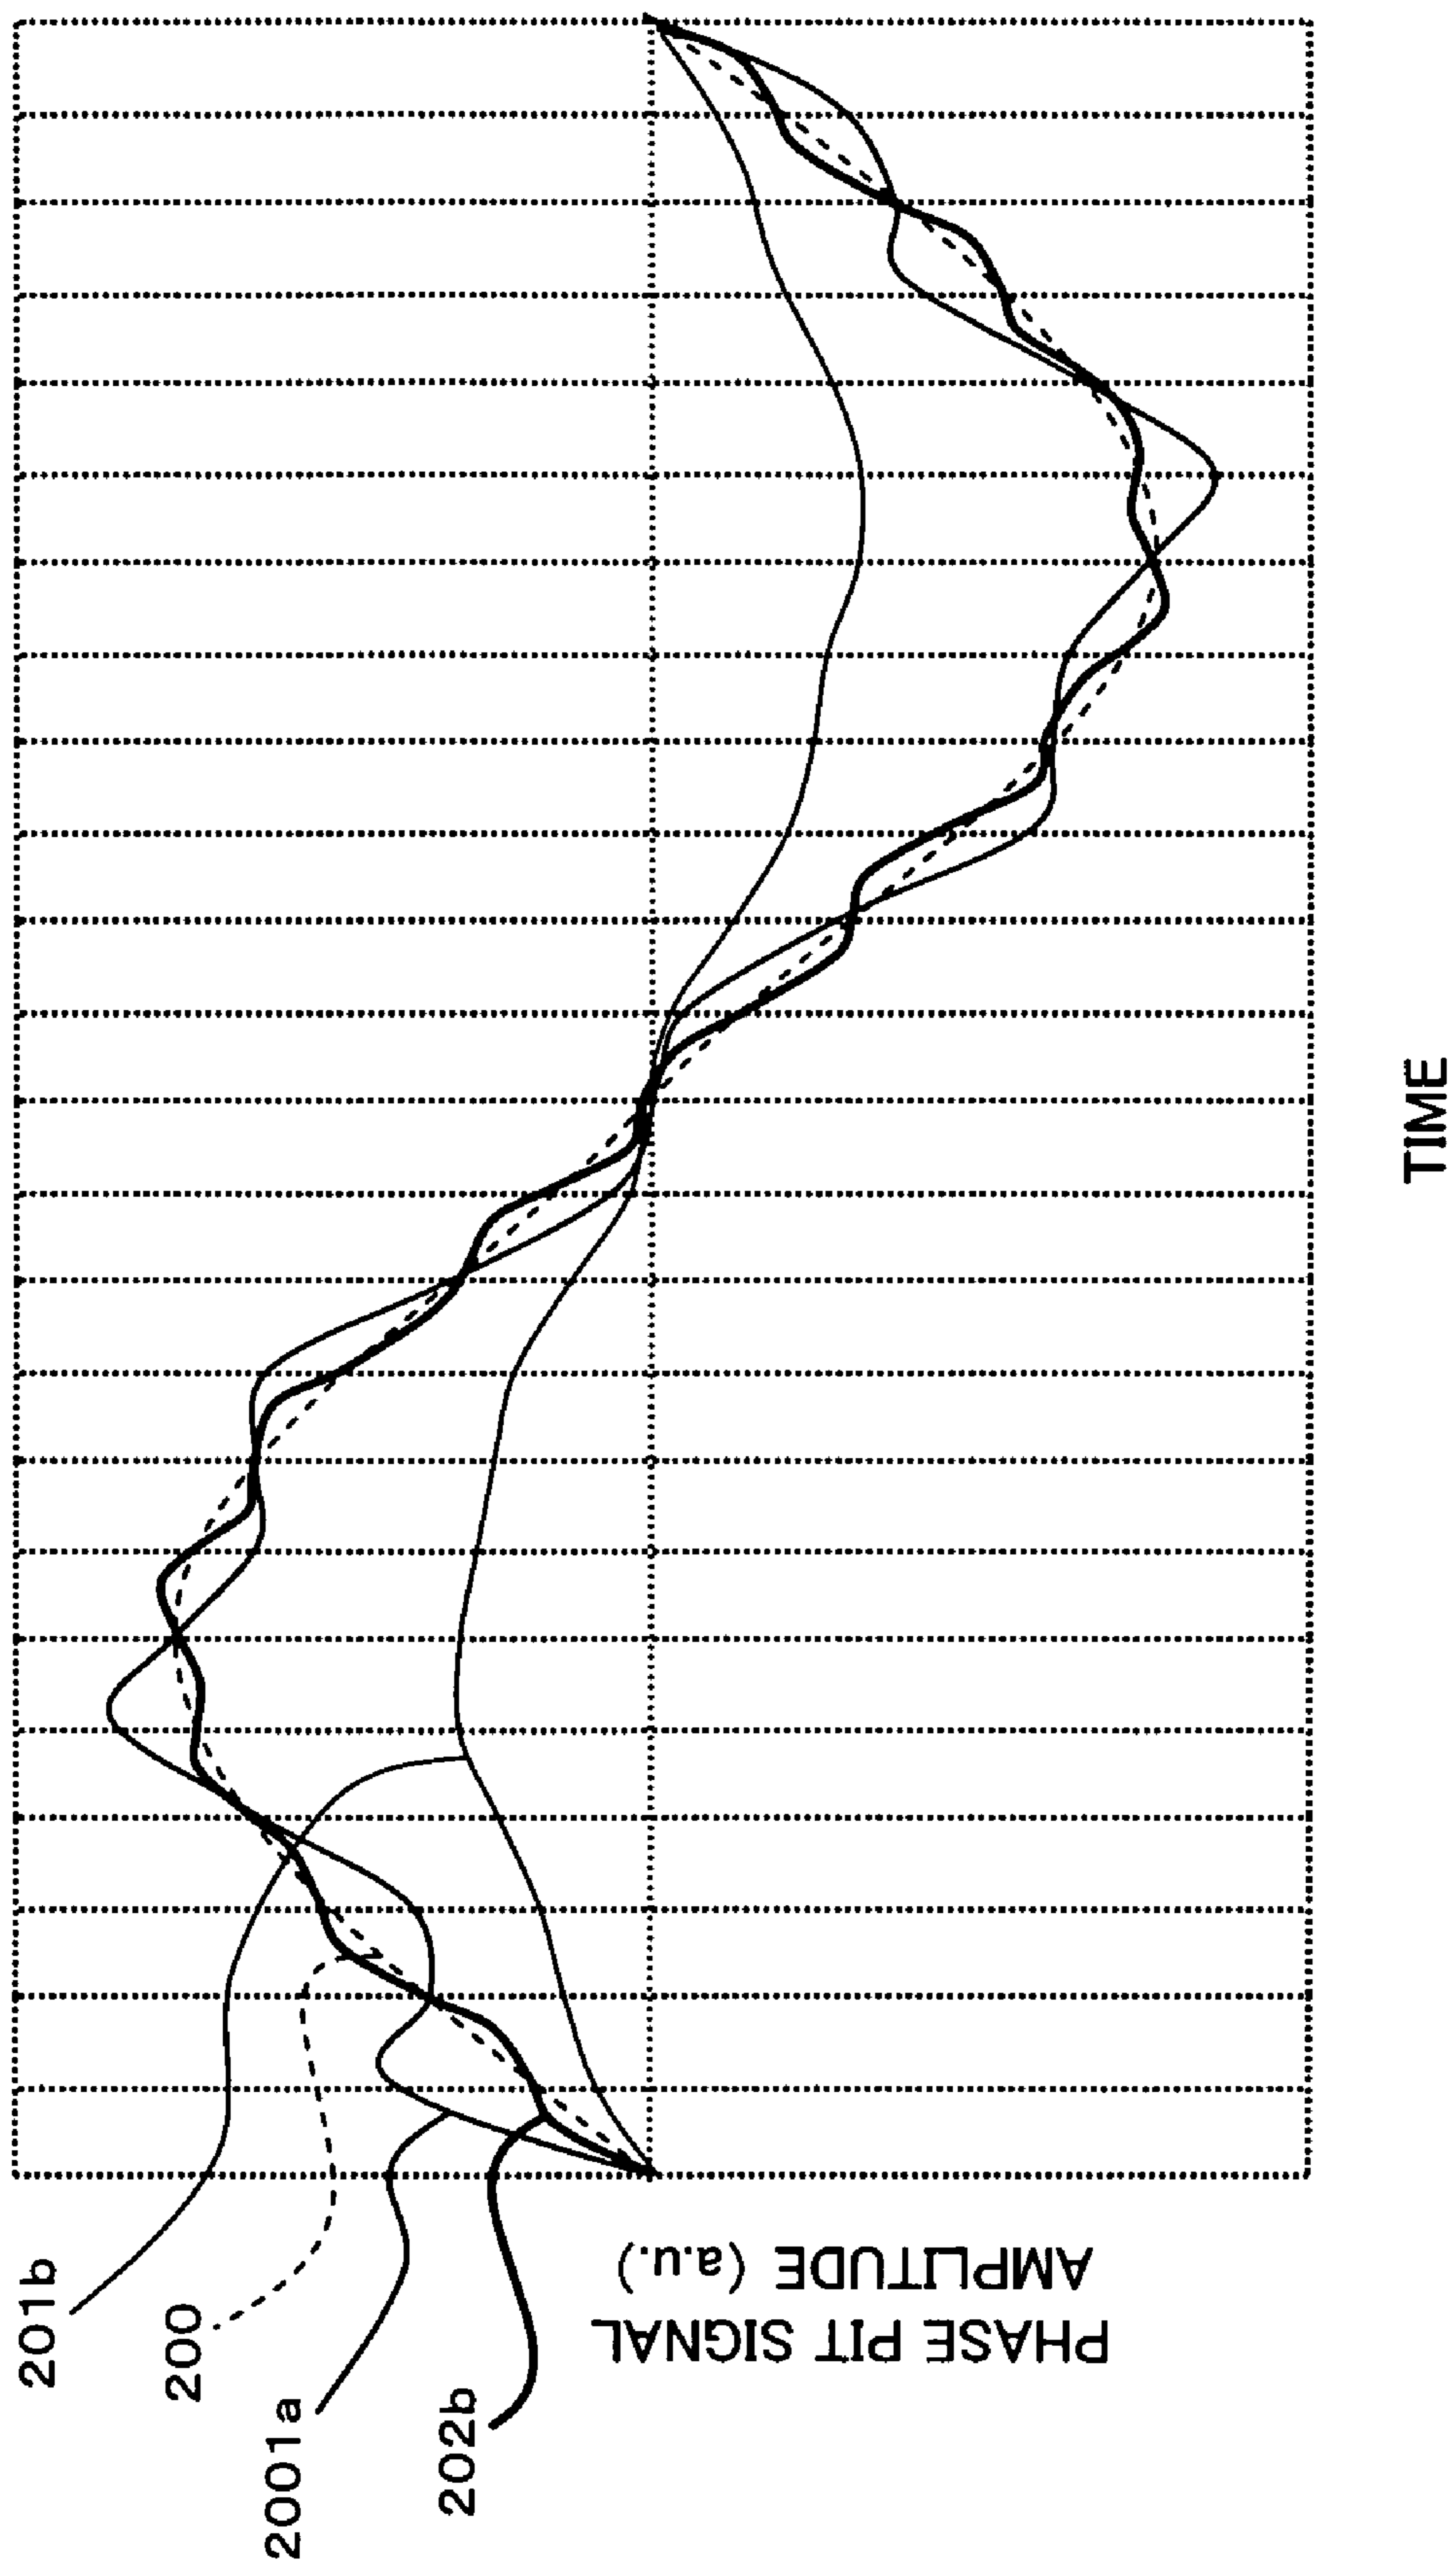 201b
200
2001a
202b
PHASE PIT SIGNAL
AMPLITUDE (a.u.)
TIME